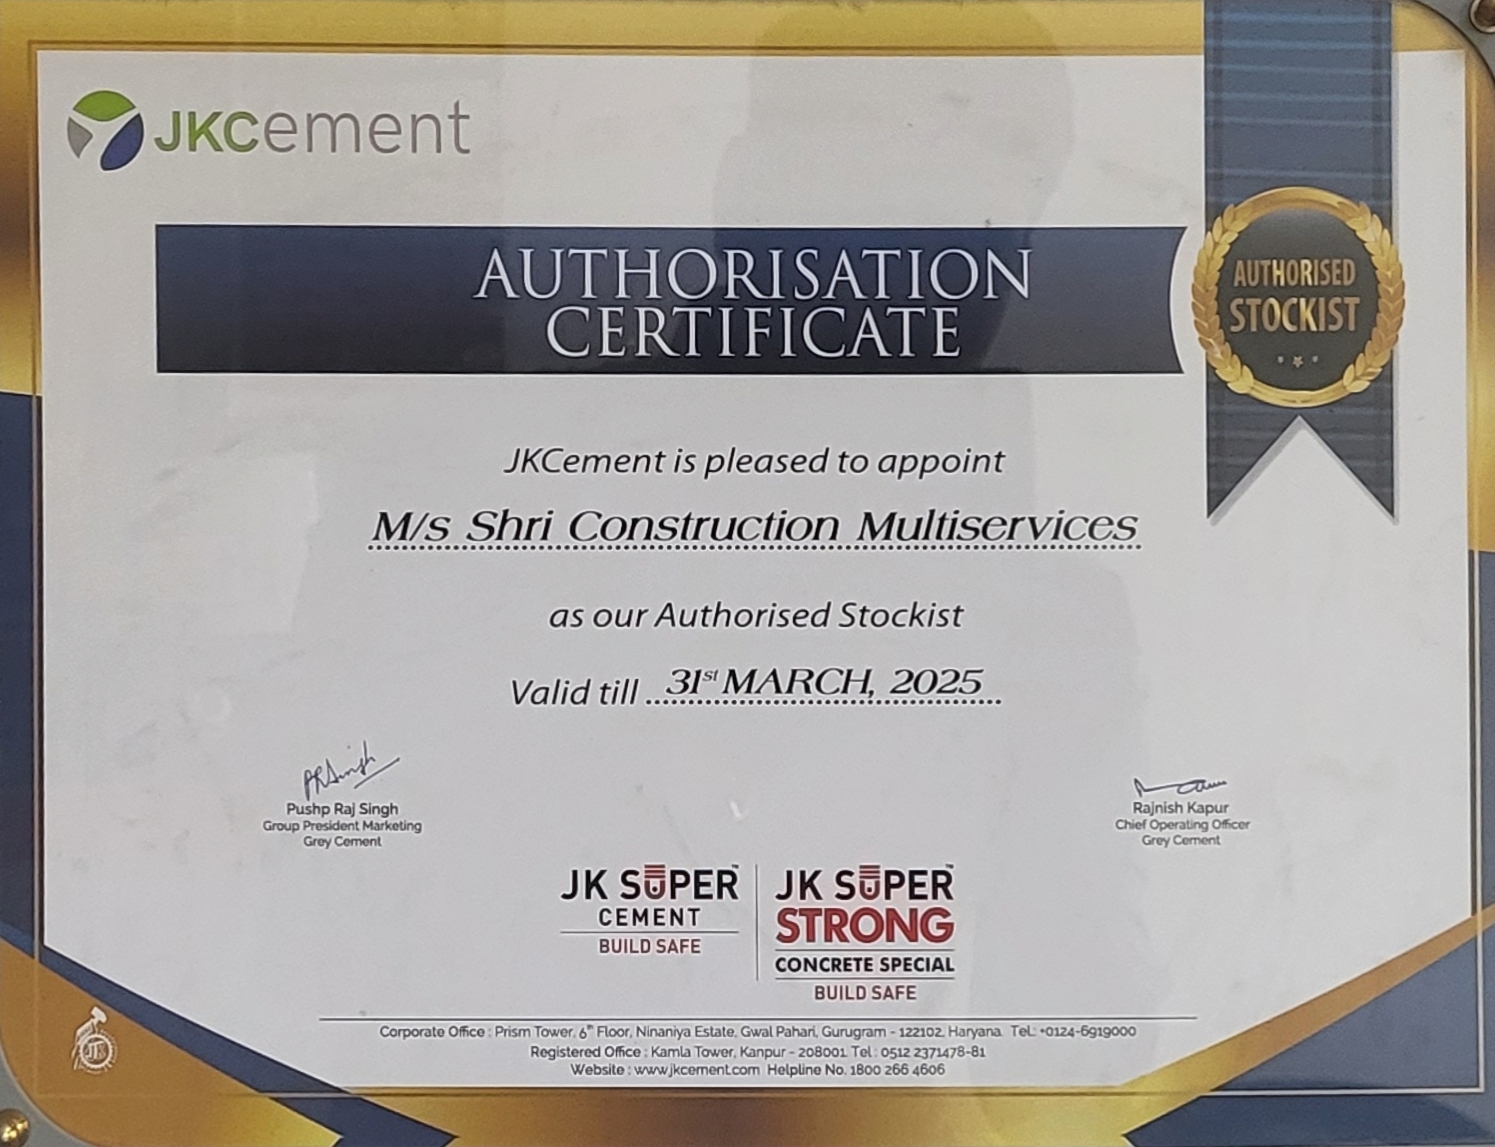 JKCement
AUTHORISATION
CERTIFICATE
AUTHORISED
STOCKIST
JKCement is pleased to appoint
M/s Shri Construction Multiservices
as our Authorised Stockist
Valid till 31st MARCH, 2025
PRSingh
Pushp Raj Singh
Group President Marketing
Grey Cement
Rajnish Kapur
Chief Operating Officer
Grey Cement
JK SUPER™
CEMENT
BUILD SAFE
JK SUPER™
STRONG
CONCRETE SPECIAL
BUILD SAFE
Corporate Office : Prism Tower, 6th Floor, Ninaniya Estate, Gwal Pahari, Gurugram - 122102, Haryana. Tel.: +0124-6919000
Registered Office : Kamla Tower, Kanpur - 208001 Tel : 0512 2371478-81
Website : www.jkcement.com Helpline No. 1800 266 4606
JK